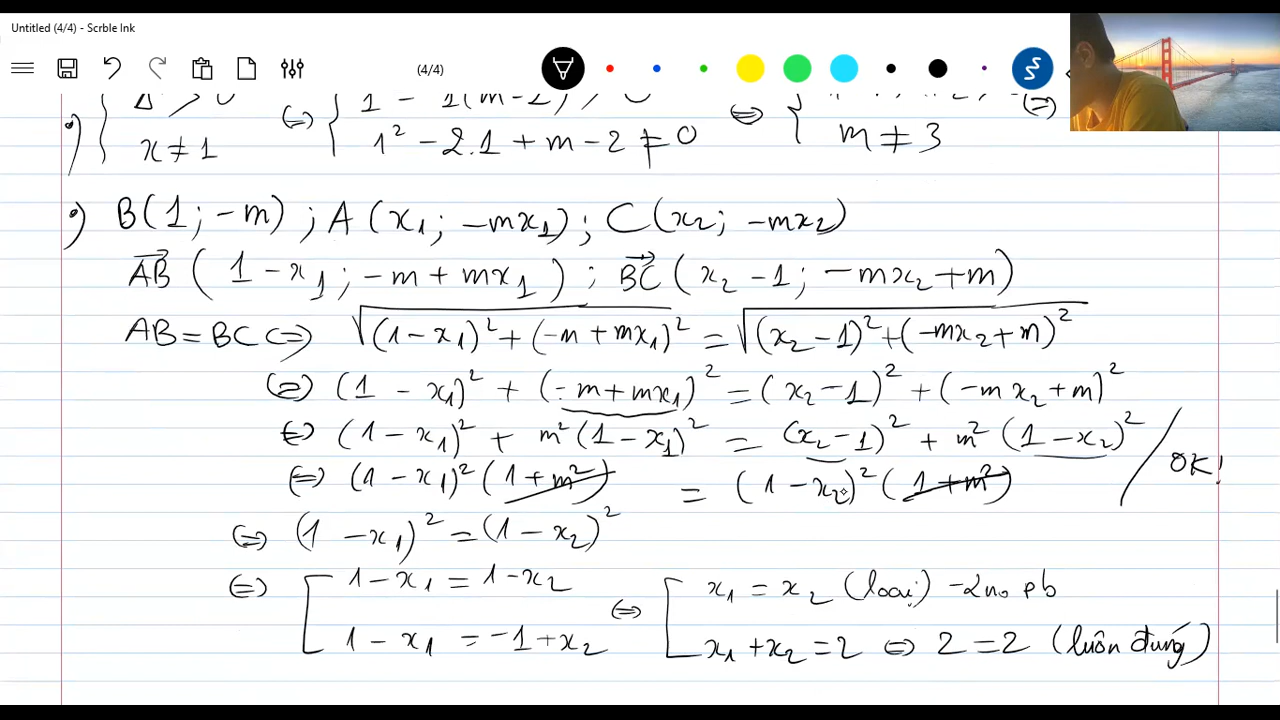 Untitled (4/4) - Scrble Ink
(4/4)
x ≠ 1 ⇔ 1² - 2.1 + m - 2 ≠ 0 ⇔ m ≠ 3
•) B(1; -m) ; A(x₁; -mx₁) ; C(x₂; -mx₂)
AB→ (1 - x₁ ; -m + mx₁) ; BC→ (x₂ - 1; -mx₂ + m)
AB = BC ⇔ √((1-x₁)² + (-m + mx₁)²) = √((x₂-1)² + (-mx₂ + m)²)
⇔ (1 - x₁)² + (-m + mx₁)² = (x₂ - 1)² + (-mx₂ + m)²
⇔ (1 - x₁)² + m²(1 - x₁)² = (x₂ - 1)² + m²(1 - x₂)² / OK!
⇔ (1 - x₁)²(1 + m²) = (1 - x₂)²(1 + m²)
⇔ (1 - x₁)² = (1 - x₂)²
⇔ [ 1 - x₁ = 1 - x₂ ⇔ [ x₁ = x₂ (loại) - 2 no pb
1 - x₁ = -1 + x₂ x₁ + x₂ = 2 ⇔ 2 = 2 (luôn đúng)